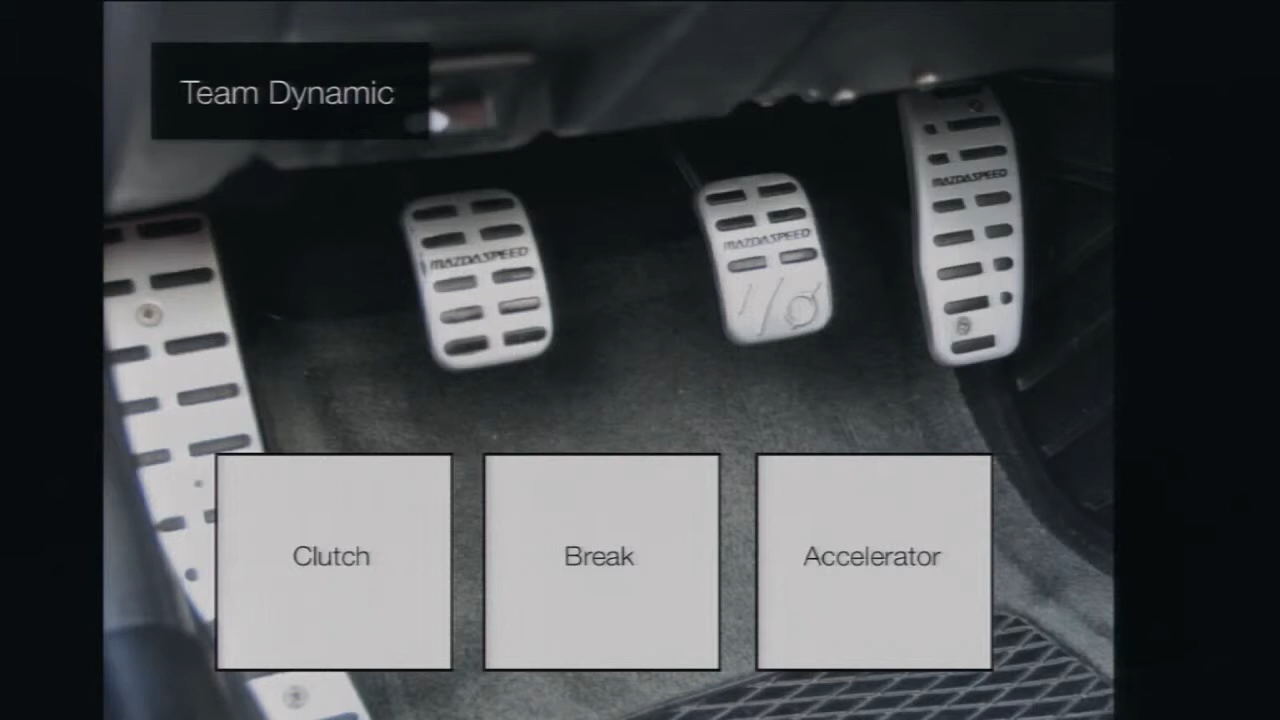 Team Dynamic
MAZDASPEED
MAZDASPEED
MAZDASPEED
Clutch
Break
Accelerator